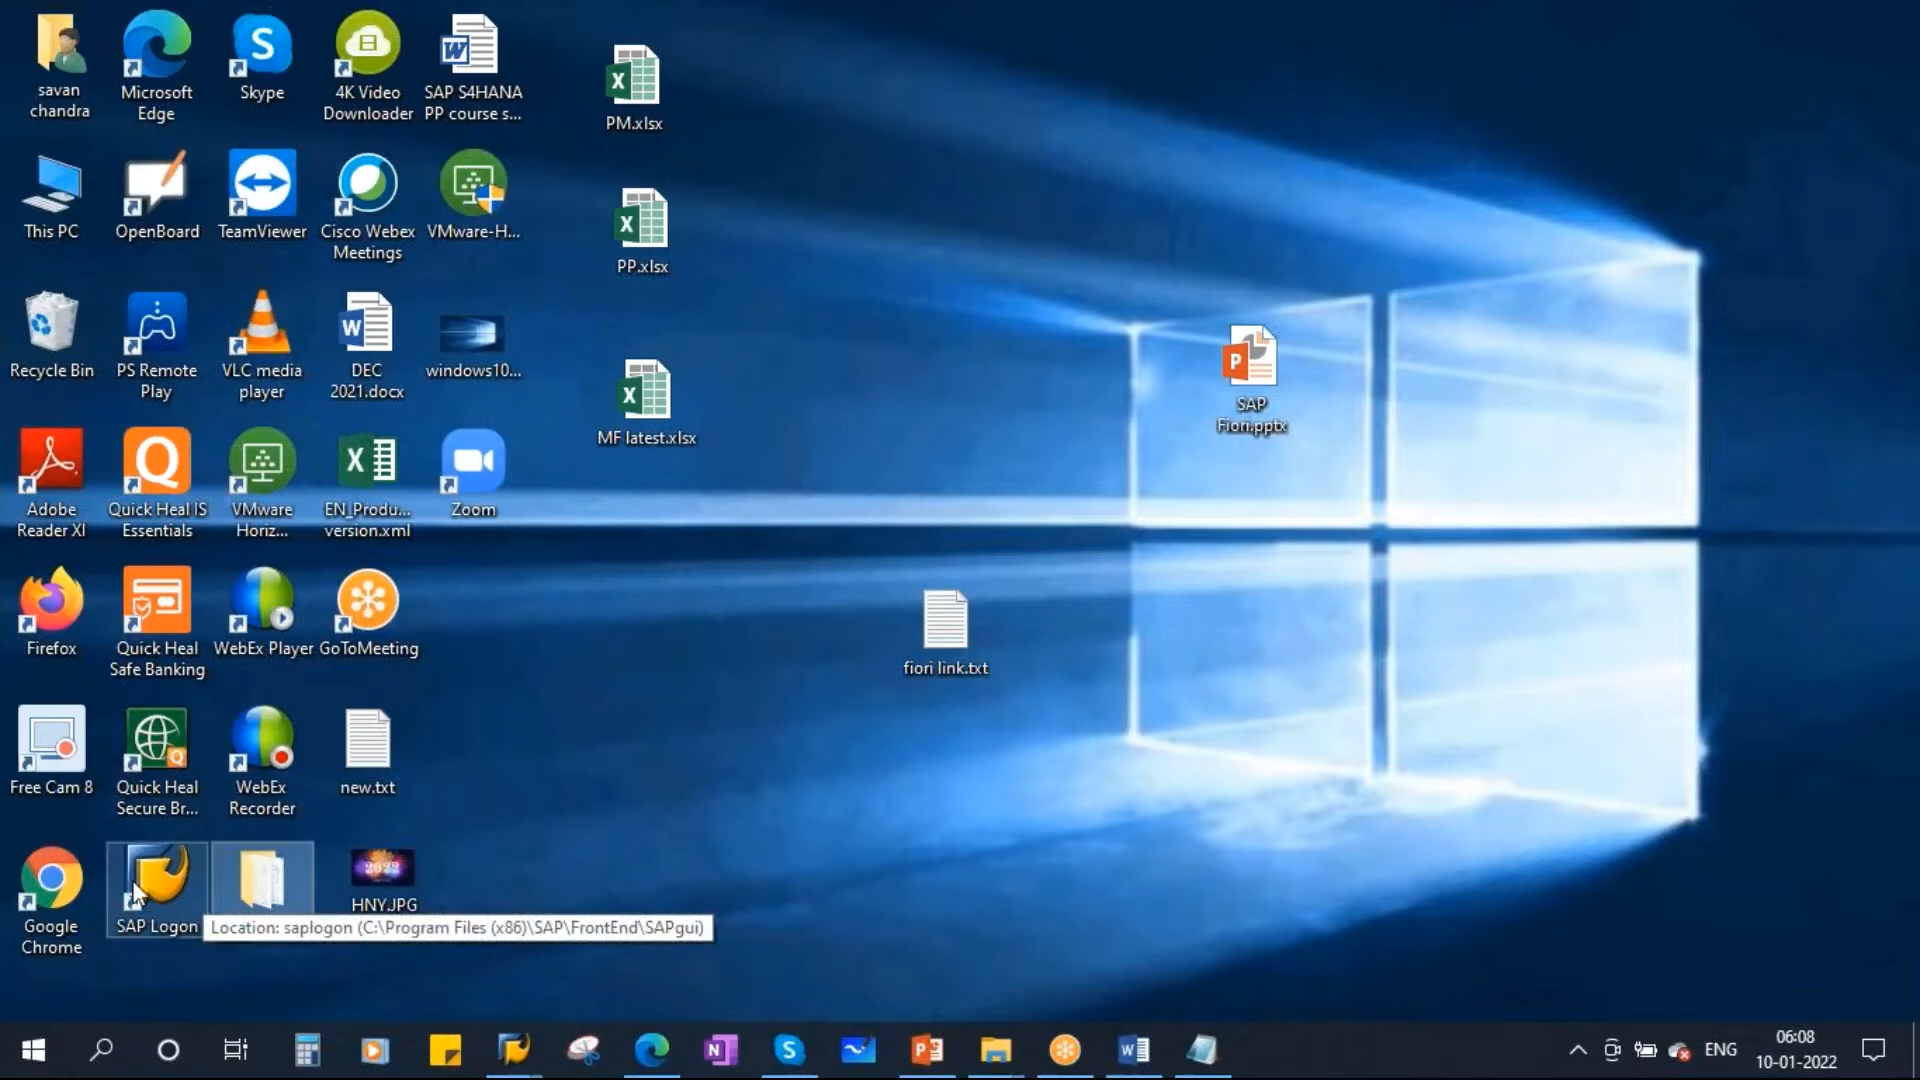 savan
chandra
Microsoft
Edge
Skype
4K Video
Downloader
SAP S4HANA
PP course s...
PM.xlsx
This PC
OpenBoard
TeamViewer
Cisco Webex
Meetings
VMware-H...
PP.xlsx
Recycle Bin
PS Remote
Play
VLC media
player
DEC
2021.docx
windows10...
MF latest.xlsx
SAP
Fiori.pptx
Adobe
Reader XI
Quick Heal IS
Essentials
VMware
Horiz...
EN_Produ...
version.xml
Zoom
Firefox
Quick Heal
Safe Banking
WebEx Player
GoToMeeting
fiori link.txt
Free Cam 8
Quick Heal
Secure Br...
WebEx
Recorder
new.txt
Google
Chrome
SAP Logon
2022
HNY.JPG
Location: saplogon (C:\Program Files (x86)\SAP\FrontEnd\SAPgui)
ENG
06:08
10-01-2022